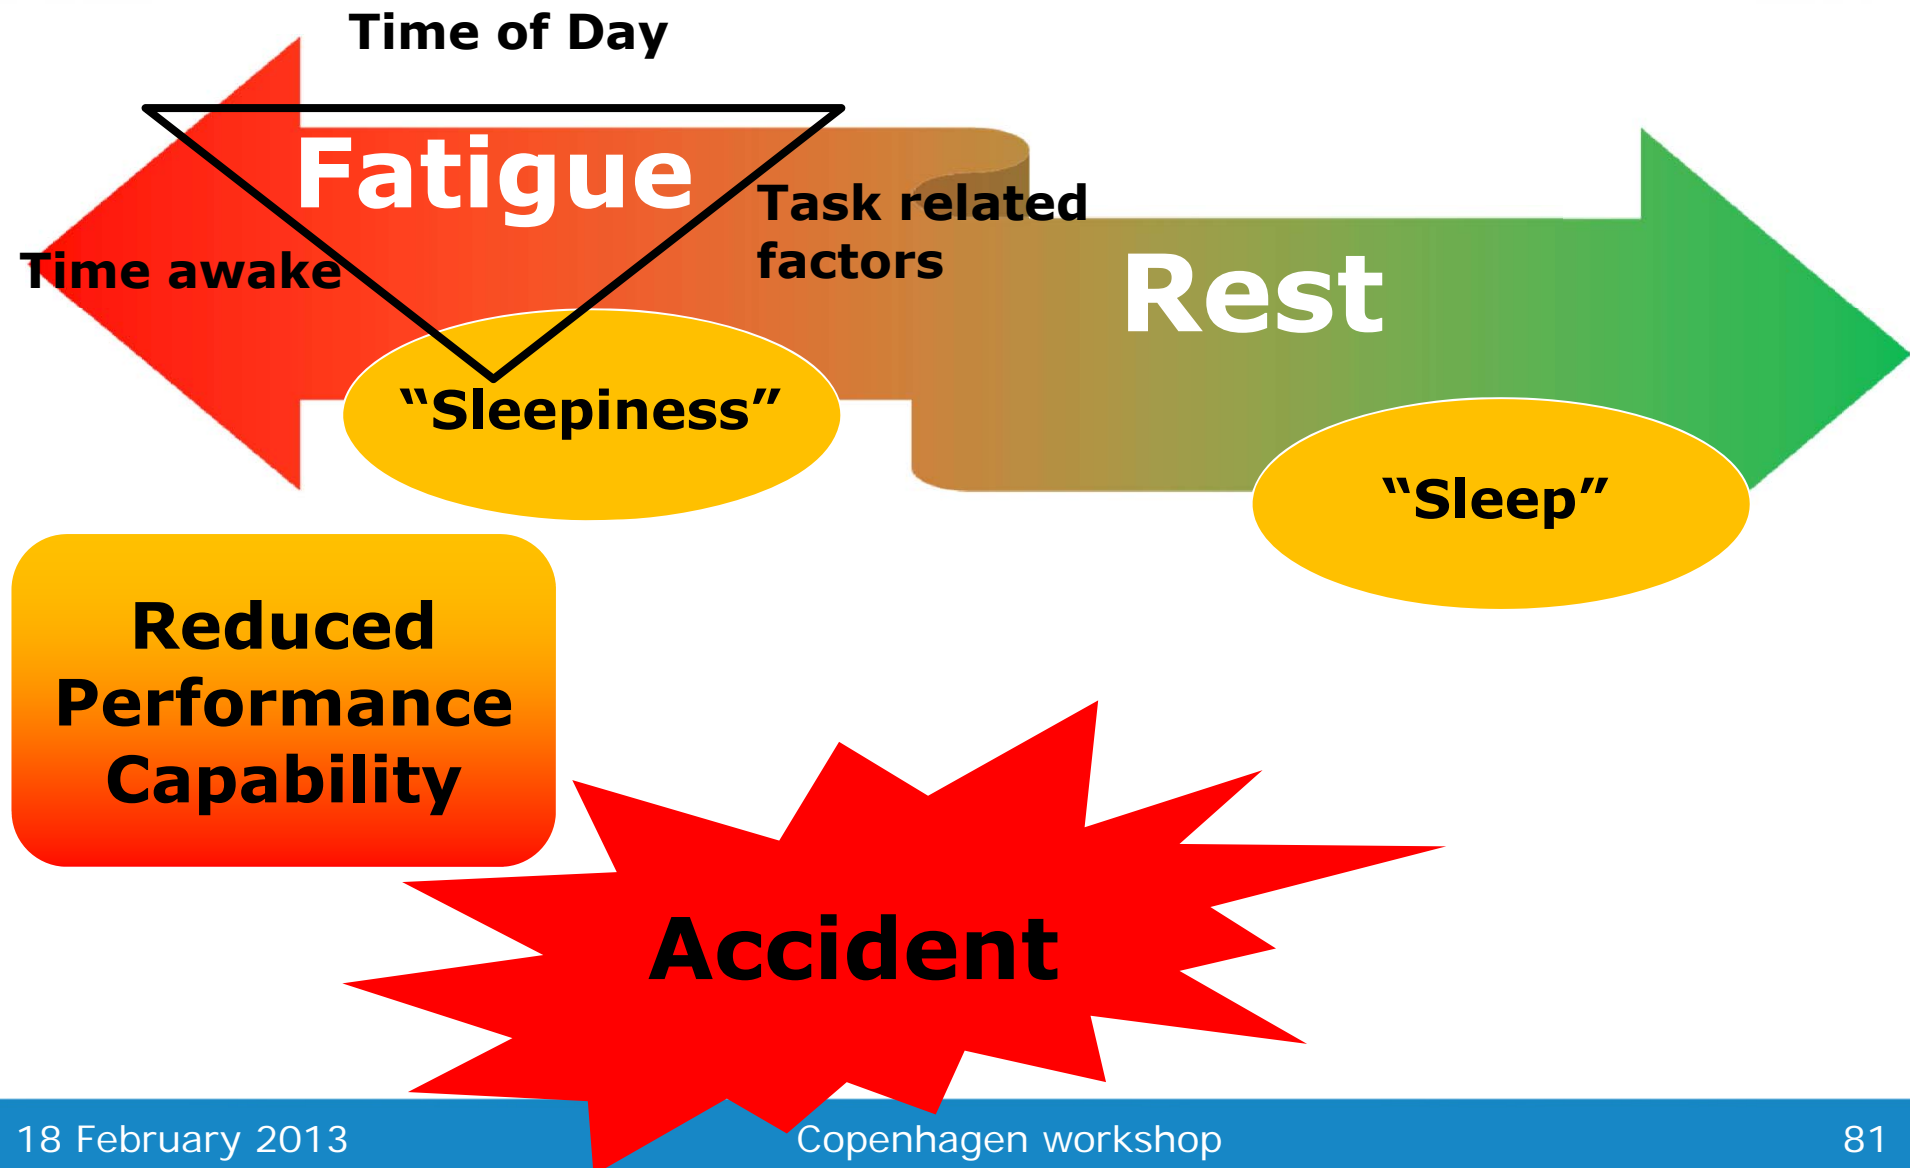 Time of Day
Fatigue
Task related
factors
Time awake
Rest
“Sleepiness”
“Sleep”
Reduced
Performance
Capability
Accident
18 February 2013
Copenhagen workshop
81